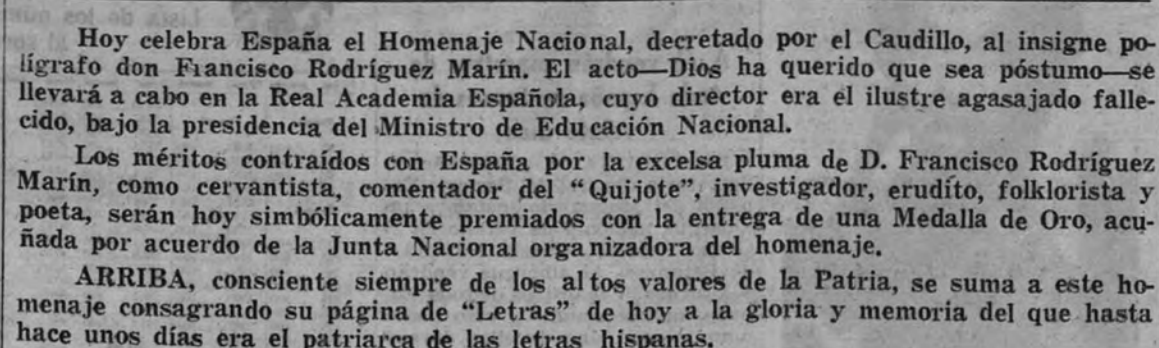 Hoy celebra España el Homenaje Nacional, decretado por el Caudillo, al insigne po-
lígrafo don Francisco Rodríguez Marín. El acto—Dios ha querido que sea póstumo—se
llevará a cabo en la Real Academia Española, cuyo director era el ilustre agasajado falle-
cido, bajo la presidencia del Ministro de Educación Nacional.
Los méritos contraídos con España por la excelsa pluma de D. Francisco Rodríguez
Marín, como cervantista, comentador del "Quijote", investigador, erudito, folklorista y
poeta, serán hoy simbólicamente premiados con la entrega de una Medalla de Oro, acu-
ñada por acuerdo de la Junta Nacional organizadora del homenaje.
ARRIBA, consciente siempre de los altos valores de la Patria, se suma a este ho-
menaje consagrando su página de "Letras" de hoy a la gloria y memoria del que hasta
hace unos días era el patriarca de las letras hispanas.